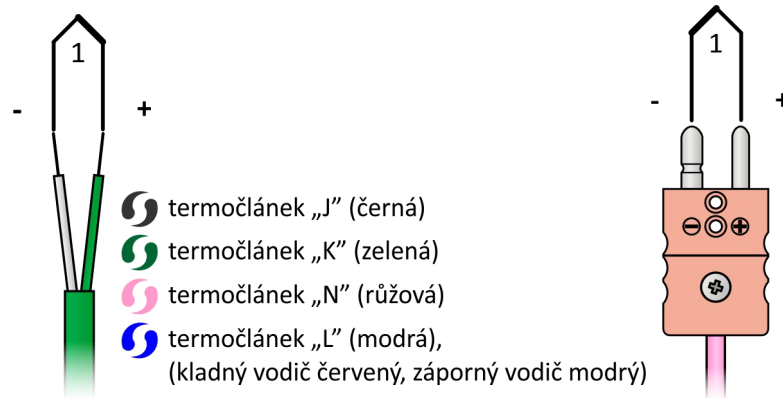 1
1
- +
- +
termočlánek „J” (černá)
termočlánek „K” (zelená)
termočlánek „N” (růžová)
termočlánek „L” (modrá),
(kladný vodič červený, záporný vodič modrý)